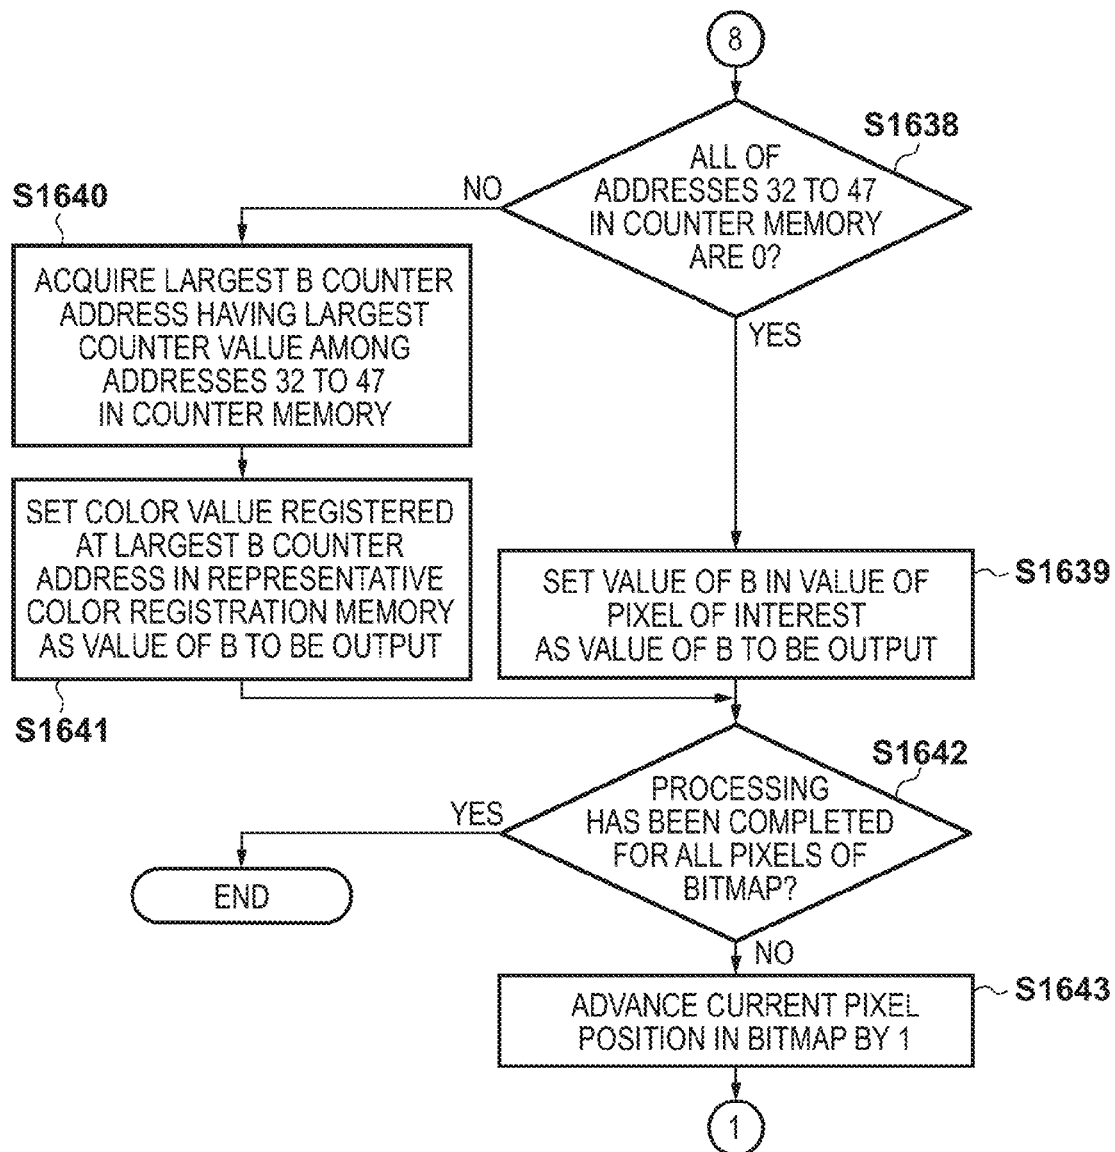 8
S1638
ALL OF
ADDRESSES 32 TO 47
IN COUNTER MEMORY
ARE 0?
NO
YES
S1640
ACQUIRE LARGEST B COUNTER
ADDRESS HAVING LARGEST
COUNTER VALUE AMONG
ADDRESSES 32 TO 47
IN COUNTER MEMORY
SET COLOR VALUE REGISTERED
AT LARGEST B COUNTER
ADDRESS IN REPRESENTATIVE
COLOR REGISTRATION MEMORY
AS VALUE OF B TO BE OUTPUT
S1641
S1639
SET VALUE OF B IN VALUE OF
PIXEL OF INTEREST
AS VALUE OF B TO BE OUTPUT
S1642
PROCESSING
HAS BEEN COMPLETED
FOR ALL PIXELS OF
BITMAP?
YES
END
NO
S1643
ADVANCE CURRENT PIXEL
POSITION IN BITMAP BY 1
1